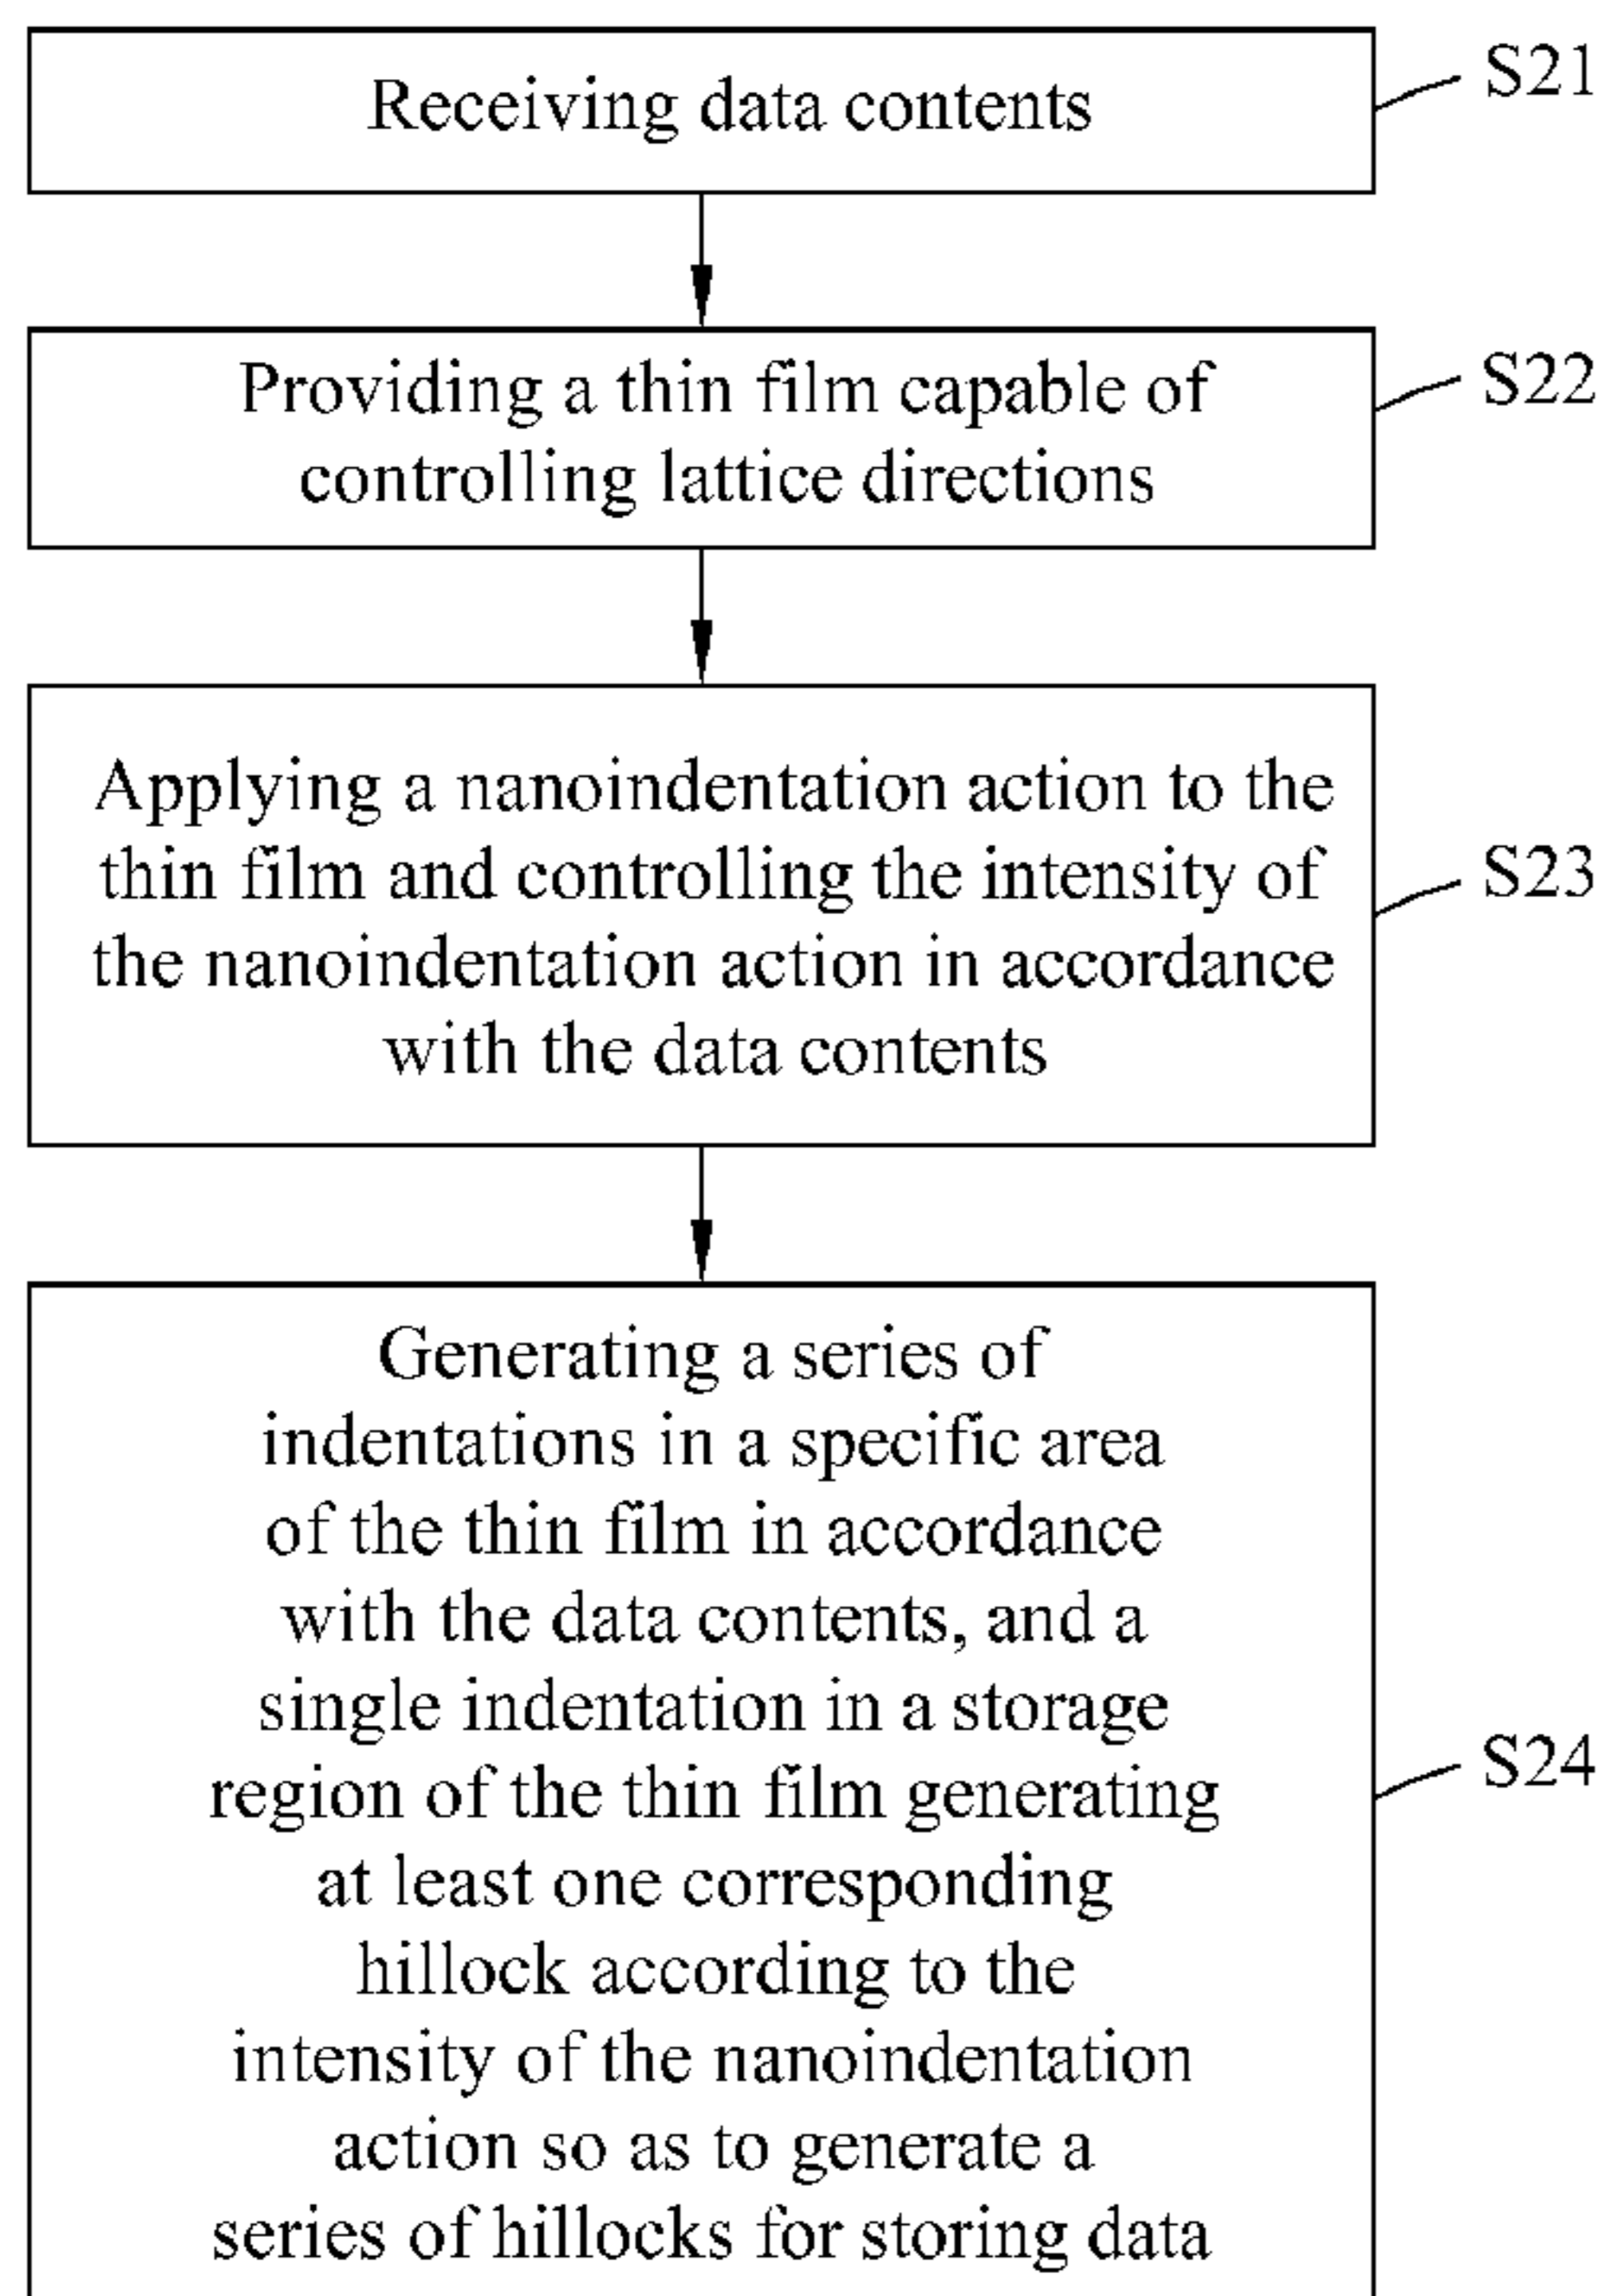 Receiving data contents
S21
Providing a thin film capable of
controlling lattice directions
S22
Applying a nanoindentation action to the
thin film and controlling the intensity of
the nanoindentation action in accordance
with the data contents
S23
Generating a series of
indentations in a specific area
of the thin film in accordance
with the data contents, and a
single indentation in a storage
region of the thin film generating
at least one corresponding
hillock according to the
intensity of the nanoindentation
action so as to generate a
series of hillocks for storing data
S24